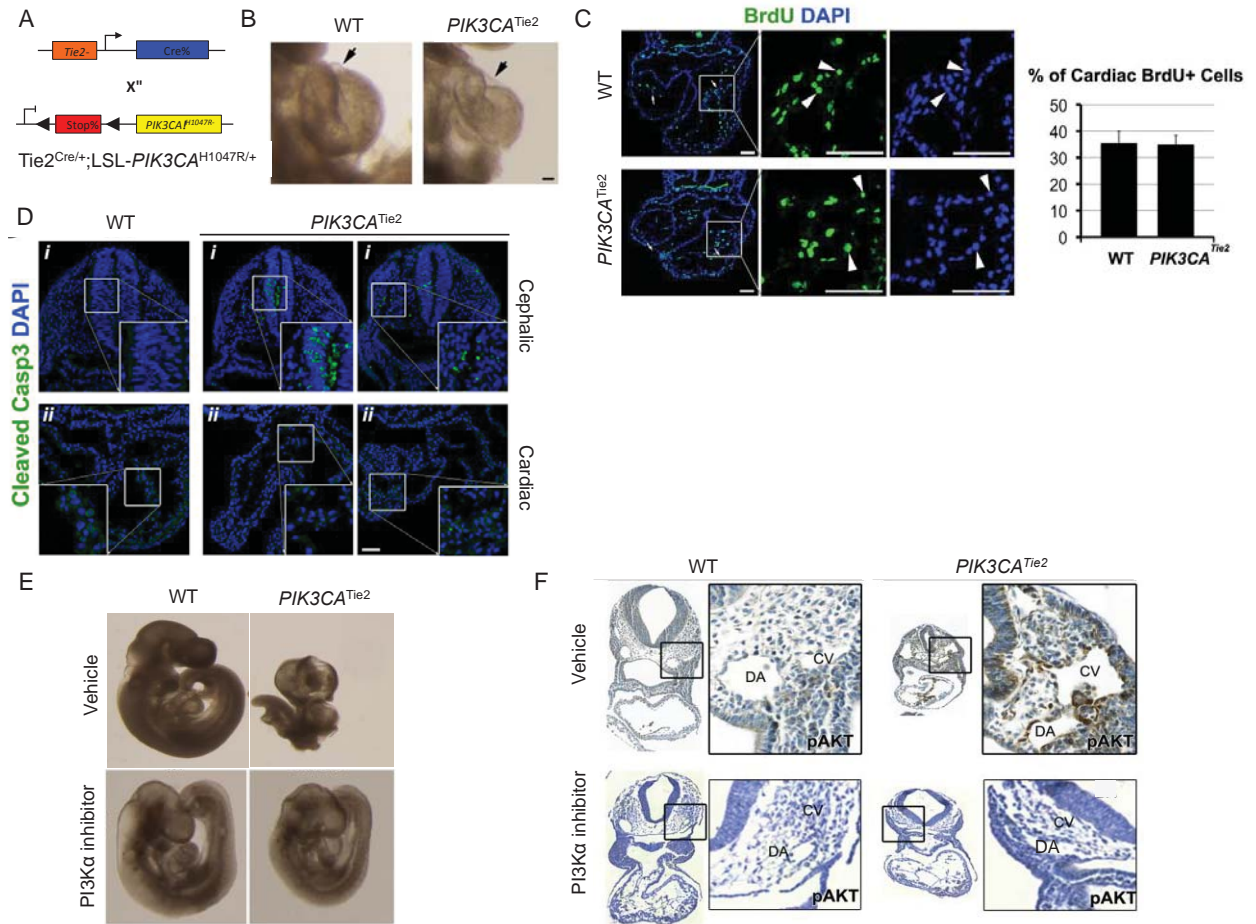 A
Tie2-
Cre%
X"
Stop%
PIK3CA!H1047R-
Tie2Cre/+;LSL-PIK3CAH1047R/+
B
WT
PIK3CATie2
C
BrdU DAPI
WT
PIK3CATie2
% of Cardiac BrdU+ Cells
50
40
30
20
10
0
WT
PIK3CATie2
D
WT
PIK3CATie2
Cleaved Casp3 DAPI
i
i
i
Cephalic
ii
ii
ii
Cardiac
E
WT
PIK3CATie2
Vehicle
PI3Kα inhibitor
F
WT
PIK3CATie2
Vehicle
DA
CV
pAKT
CV
DA
pAKT
PI3Kα inhibitor
CV
DA
pAKT
CV
DA
pAKT